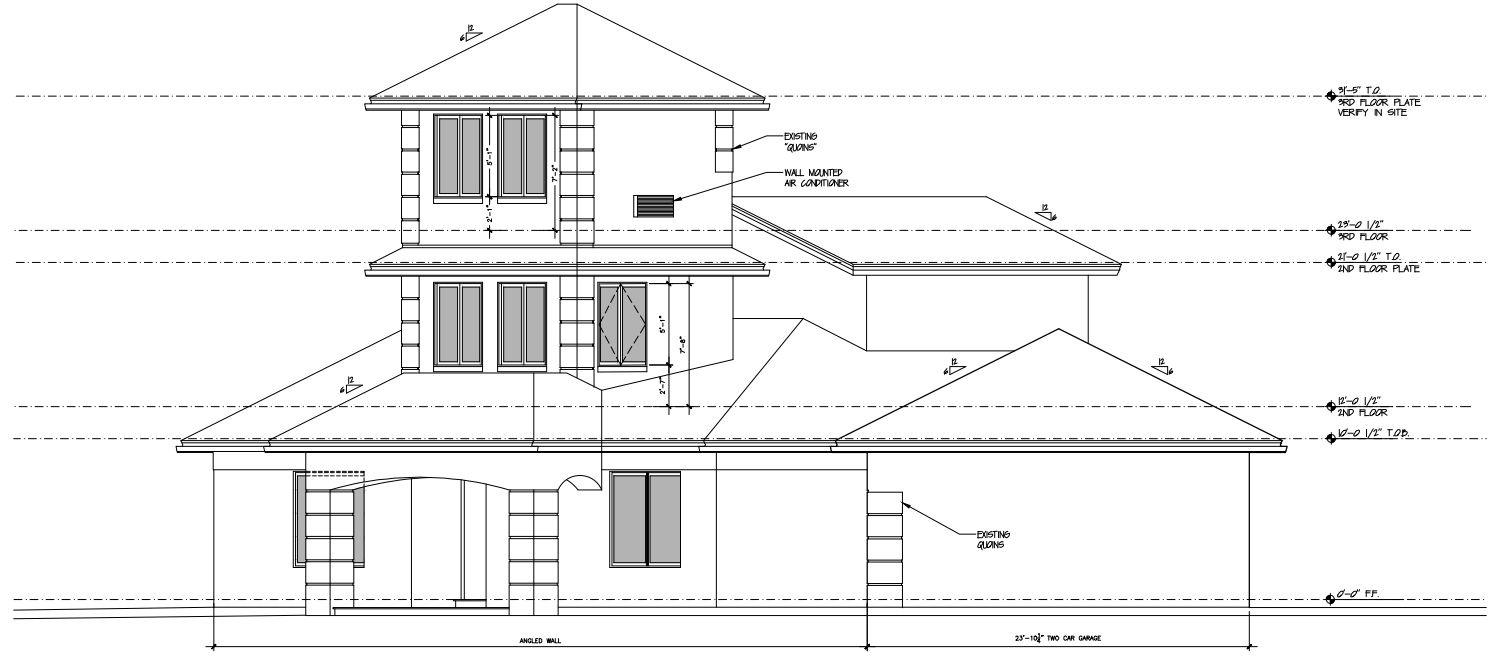 12
6
31'-5" T.O.
3RD FLOOR PLATE
VERIFY IN SITE
EXISTING
"QUOINS"
5'-1"
7'-2"
WALL MOUNTED
AIR CONDITIONER
2'-1"
12
6
23'-0 1/2"
3RD FLOOR
21'-0 1/2" T.O.
2ND FLOOR PLATE
5'-1"
7'-8"
2'-7"
12
6
12
6
12
6
12'-0 1/2"
2ND FLOOR
10'-0 1/2" T.O.B.
EXISTING
QUOINS
0'-0" F.F.
ANGLED WALL
23'-10½" TWO CAR GARAGE